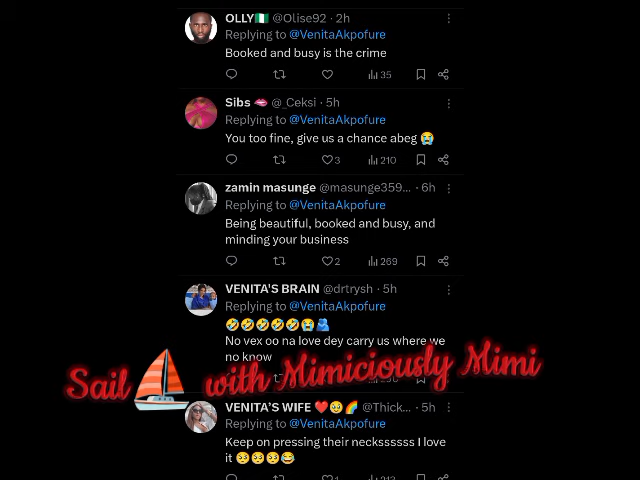 OLLY🇳🇬 @Olise92 · 2h
Replying to @VenitaAkpofure
Booked and busy is the crime
35
Sibs 🫦 @_Ceksi · 5h
Replying to @VenitaAkpofure
You too fine, give us a chance abeg 😭
3 210
zamin masunge @masunge359... · 6h
Replying to @VenitaAkpofure
Being beautiful, booked and busy, and
minding your business
2 269
VENITA'S BRAIN @drtrysh · 5h
Replying to @VenitaAkpofure
🤣🤣🤣🤣🤣😭🫂
No vex oo na love dey carry us where we
no know
Sail ⛵ with Mimiciously Mimi
VENITA'S WIFE ❤️🥹🌈 @Thick... · 5h
Replying to @VenitaAkpofure
Keep on pressing their neckssssss I love
it 🥺🥺🥺😂